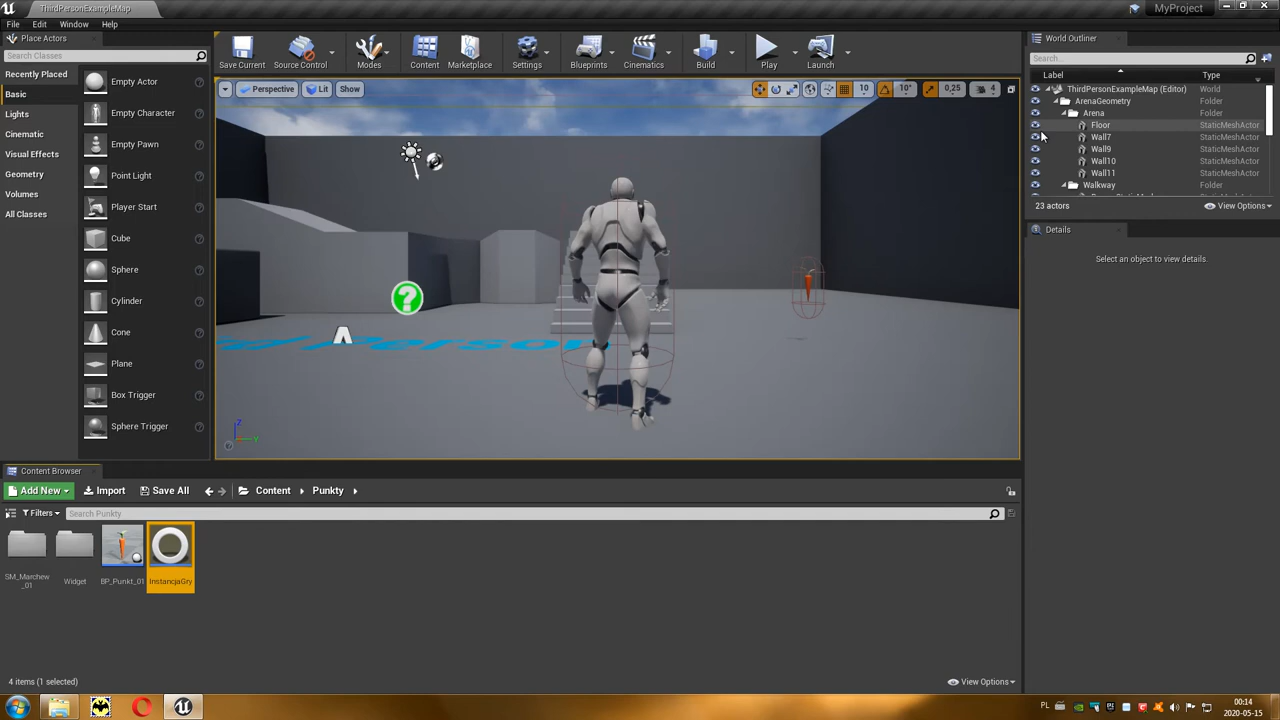 ThirdPersonExampleMap
MyProject
File Edit Window Help
Place Actors
Search Classes
Recently Placed
Basic
Lights
Cinematic
Visual Effects
Geometry
Volumes
All Classes
Empty Actor
Empty Character
Empty Pawn
Point Light
Player Start
Cube
Sphere
Cylinder
Cone
Plane
Box Trigger
Sphere Trigger
Save Current
Source Control
Modes
Content
Marketplace
Settings
Blueprints
Cinematics
Build
Play
Launch
Perspective Lit Show
10 10° 0,25 4
World Outliner
Search...
Label Type
ThirdPersonExampleMap (Editor) World
ArenaGeometry Folder
Arena Folder
Floor StaticMeshActor
Wall7 StaticMeshActor
Wall9 StaticMeshActor
Wall10 StaticMeshActor
Wall11 StaticMeshActor
Walkway Folder
23 actors View Options
Details
Select an object to view details.
Content Browser
Add New Import Save All Content Punkty
Filters Search Punkty
SM_Marchew
_01
Widget
BP_Punkt_01
InstancjaGry
4 items (1 selected) View Options
PL
00:14
2020-05-15